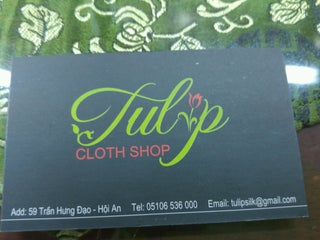 Tulip
CLOTH SHOP
Add: 59 Trần Hưng Đạo - Hội An Tel: 05106 536 000 Email: tulipsilk@gmail.com